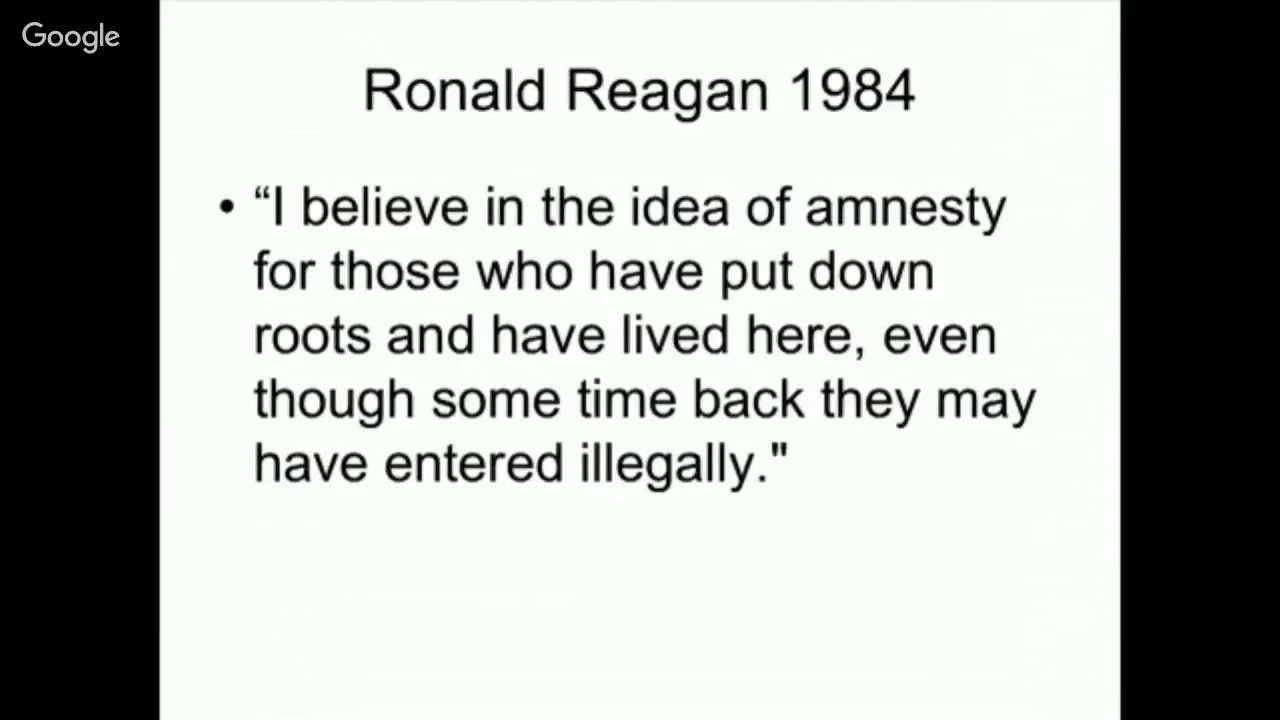 Google
Ronald Reagan 1984
• “I believe in the idea of amnesty
for those who have put down
roots and have lived here, even
though some time back they may
have entered illegally."